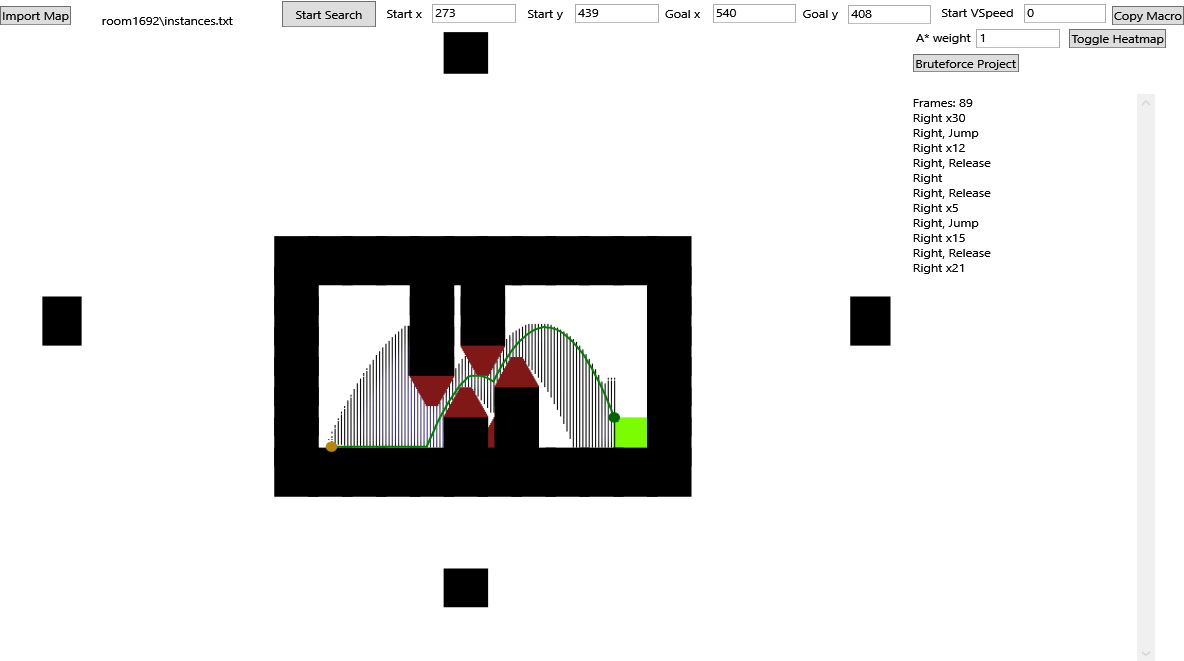 Import Map
room1692\instances.txt
Start Search
Start x 273
Start y 439
Goal x 540
Goal y 408
Start VSpeed 0
Copy Macro
A* weight 1
Toggle Heatmap
Bruteforce Project
Frames: 89
Right x30
Right, Jump
Right x12
Right, Release
Right
Right, Release
Right x5
Right, Jump
Right x15
Right, Release
Right x21